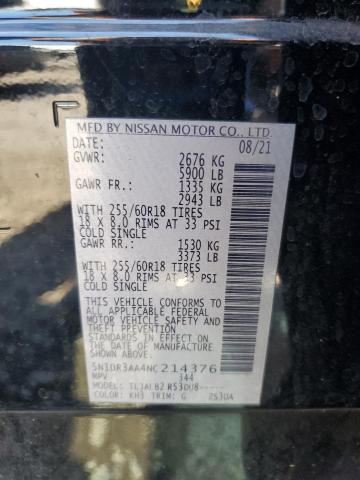 MFD BY NISSAN MOTOR CO., LTD.
DATE: 08/21
GVWR: 2676 KG
5900 LB
GAWR FR.: 1335 KG
2943 LB
WITH 255/60R18 TIRES
18 X 8.0 RIMS AT 33 PSI
COLD SINGLE
GAWR RR.: 1530 KG
3373 LB
WITH 255/60R18 TIRES
18 X 8.0 RIMS AT 33 PSI
COLD SINGLE
THIS VEHICLE CONFORMS TO
ALL APPLICABLE FEDERAL
MOTOR VEHICLE SAFETY AND
THEFT PREVENTION
STANDARDS IN EFFECT ON THE
DATE OF MANUFACTURE
SHOWN ABOVE.
5N1DR3AA4NC214376
MPV 344
MODEL: TL3ALB2 R53DU8-----
COLOR: KH3 TRIM: G 253UA